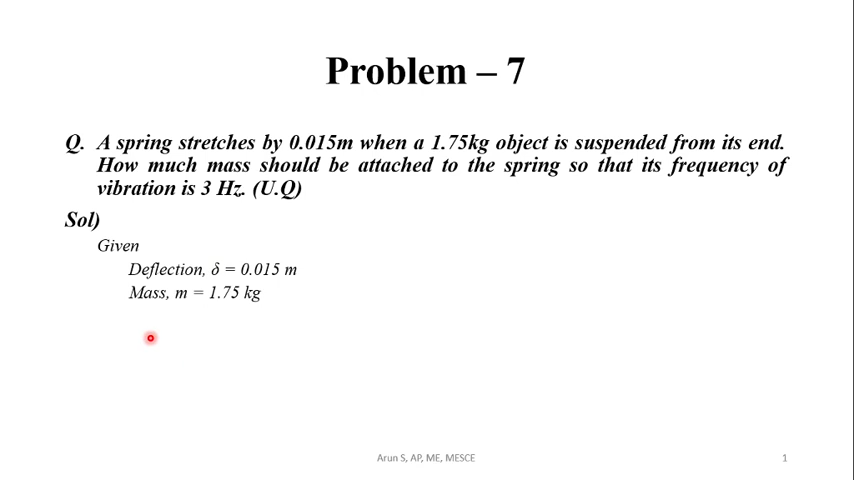 Problem – 7
Q. A spring stretches by 0.015m when a 1.75kg object is suspended from its end.
How much mass should be attached to the spring so that its frequency of
vibration is 3 Hz. (U.Q)
Sol)
Given
Deflection, δ = 0.015 m
Mass, m = 1.75 kg
Arun S, AP, ME, MESCE
1